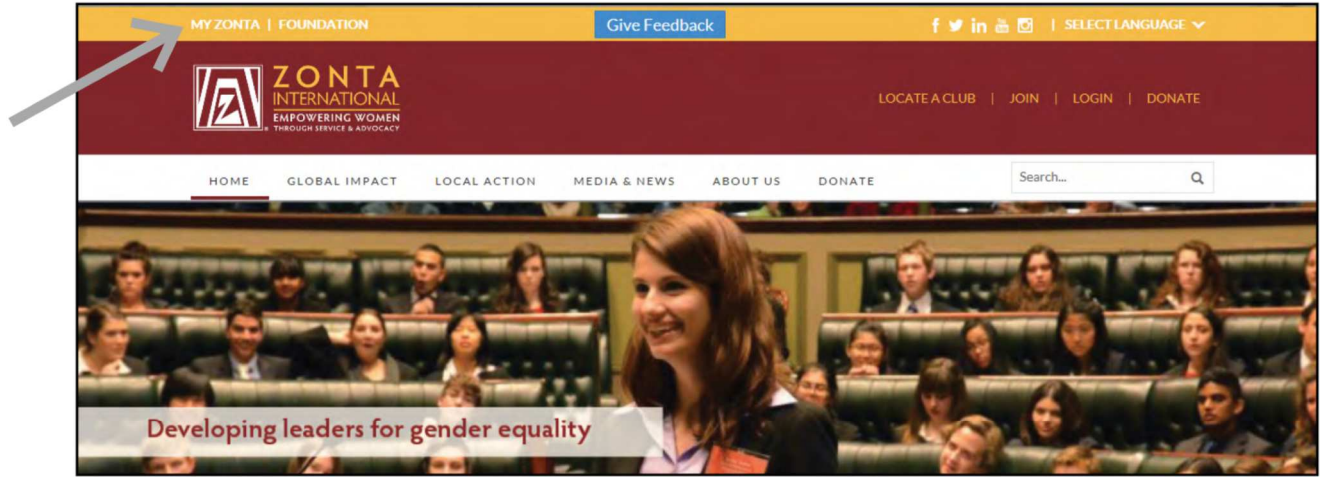 MY ZONTA | FOUNDATION
Give Feedback
| SELECT LANGUAGE
ZONTA
INTERNATIONAL
EMPOWERING WOMEN
THROUGH SERVICE & ADVOCACY
LOCATE A CLUB | JOIN | LOGIN | DONATE
HOME GLOBAL IMPACT LOCAL ACTION MEDIA & NEWS ABOUT US DONATE
Search...
Developing leaders for gender equality